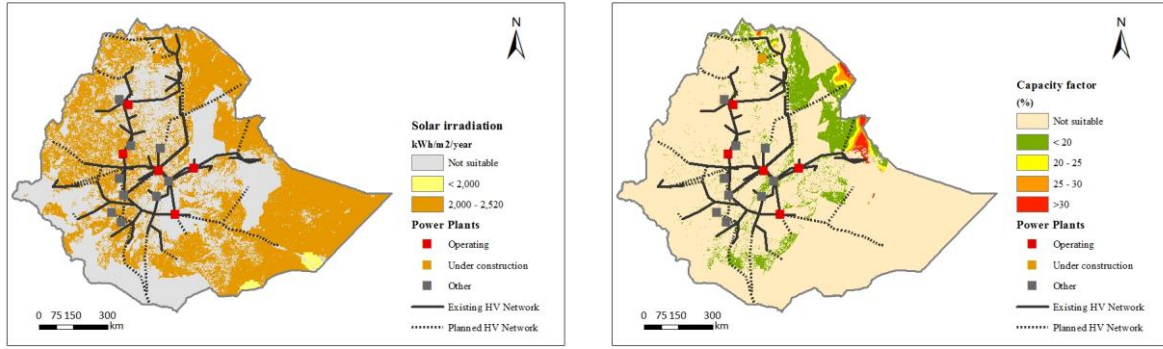 N
Solar irradiation
kWh/m2/year
Not suitable
< 2,000
2,000 - 2,520
Power Plants
Operating
Under construction
Other
Existing HV Network
Planned HV Network
0 75 150 300
km
N
Capacity factor
(%)
Not suitable
< 20
20 - 25
25 - 30
>30
Power Plants
Operating
Under construction
Other
Existing HV Network
Planned HV Network
0 75 150 300
km